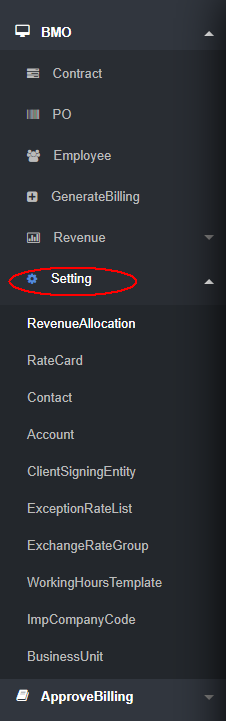 BMO
Contract
PO
Employee
GenerateBilling
Revenue
Setting
RevenueAllocation
RateCard
Contact
Account
ClientSigningEntity
ExceptionRateList
ExchangeRateGroup
WorkingHoursTemplate
ImpCompanyCode
BusinessUnit
ApproveBilling